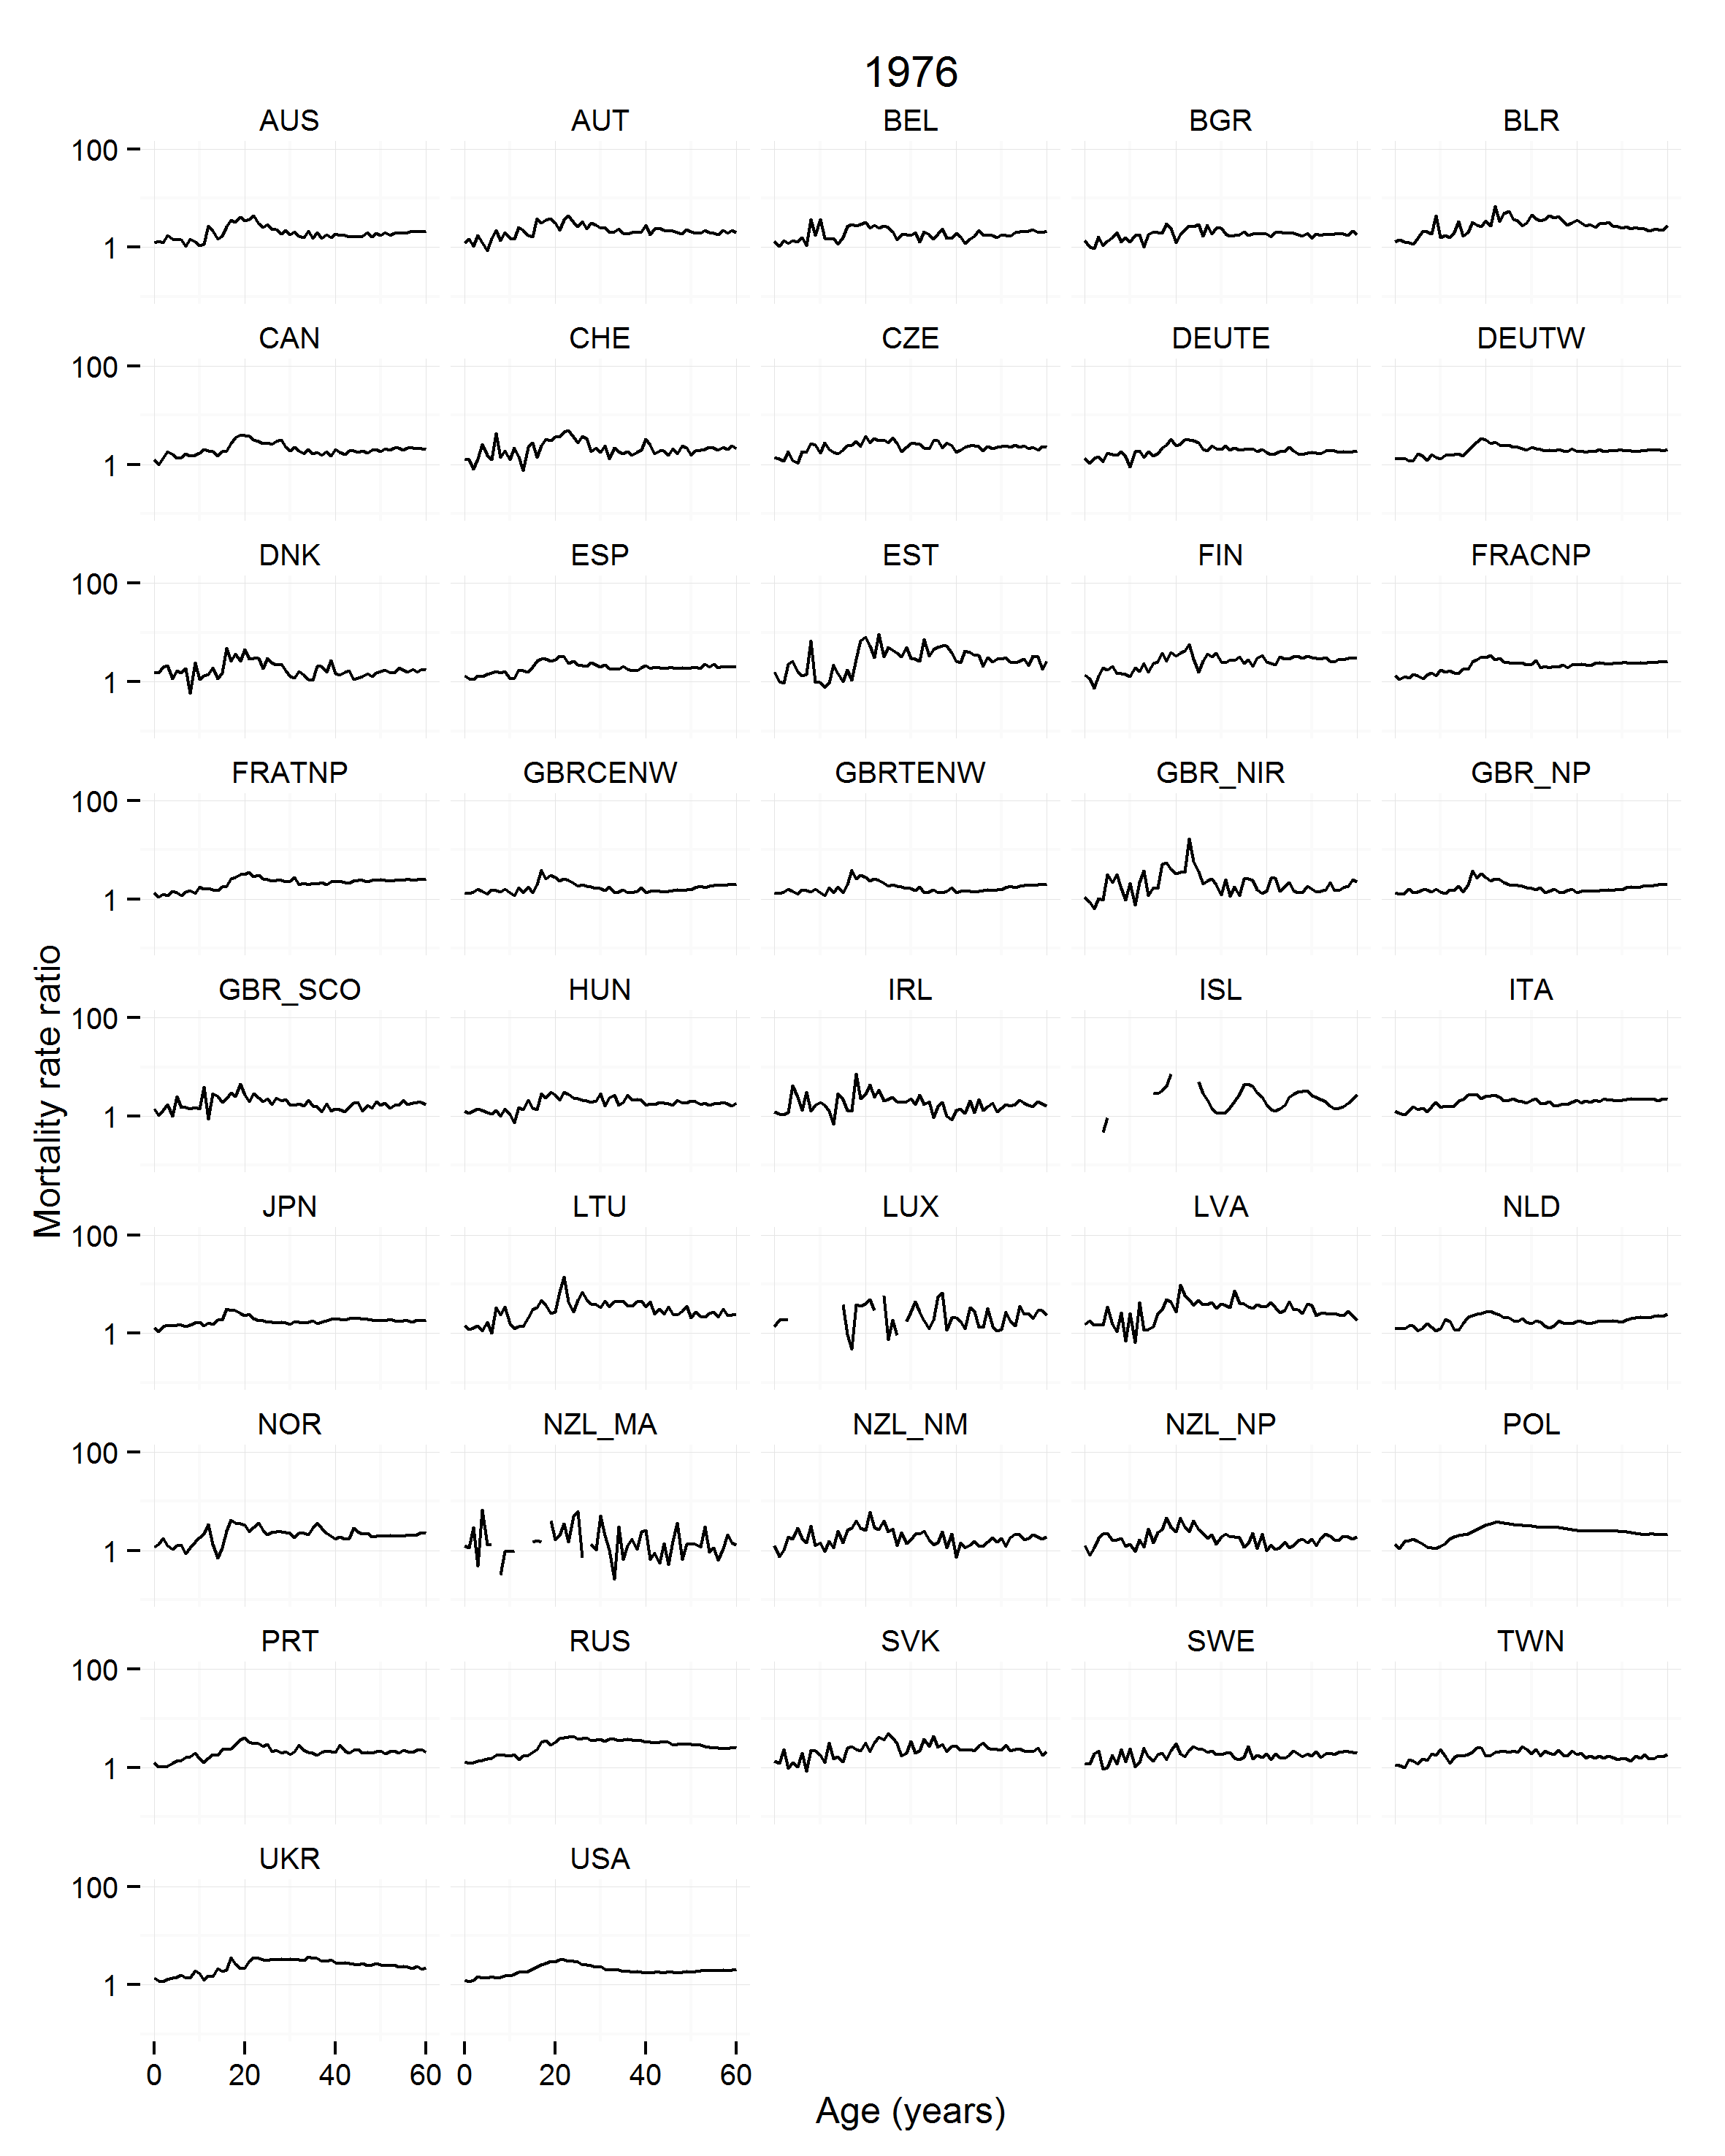 1976
AUS AUT BEL BGR BLR
100
1
CAN CHE CZE DEUTE DEUTW
100
1
DNK ESP EST FIN FRACNP
100
1
FRATNP GBRCENW GBRTENW GBR_NIR GBR_NP
100
1
Mortality rate ratio
GBR_SCO HUN IRL ISL ITA
100
1
JPN LTU LUX LVA NLD
100
1
NOR NZL_MA NZL_NM NZL_NP POL
100
1
PRT RUS SVK SWE TWN
100
1
UKR USA
100
1
0 20 40 60 0 20 40 60
Age (years)